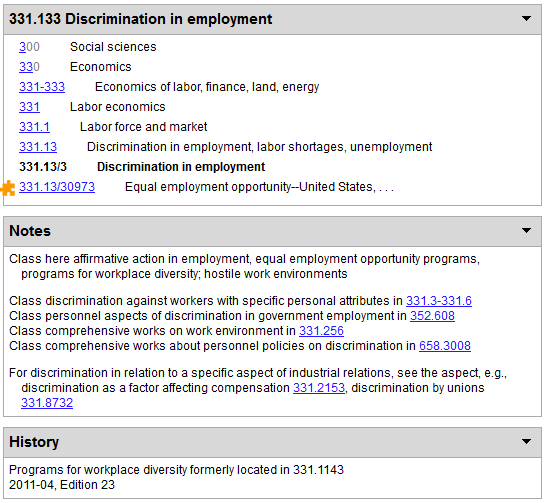 331.133 Discrimination in employment
300 Social sciences
330 Economics
331-333 Economics of labor, finance, land, energy
331 Labor economics
331.1 Labor force and market
331.13 Discrimination in employment, labor shortages, unemployment
331.13/3 Discrimination in employment
331.13/30973 Equal employment opportunity--United States, . . .
Notes
Class here affirmative action in employment, equal employment opportunity programs,
programs for workplace diversity; hostile work environments
Class discrimination against workers with specific personal attributes in 331.3-331.6
Class personnel aspects of discrimination in government employment in 352.608
Class comprehensive works on work environment in 331.256
Class comprehensive works about personnel policies on discrimination in 658.3008
For discrimination in relation to a specific aspect of industrial relations, see the aspect, e.g.,
discrimination as a factor affecting compensation 331.2153, discrimination by unions
331.8732
History
Programs for workplace diversity formerly located in 331.1143
2011-04, Edition 23